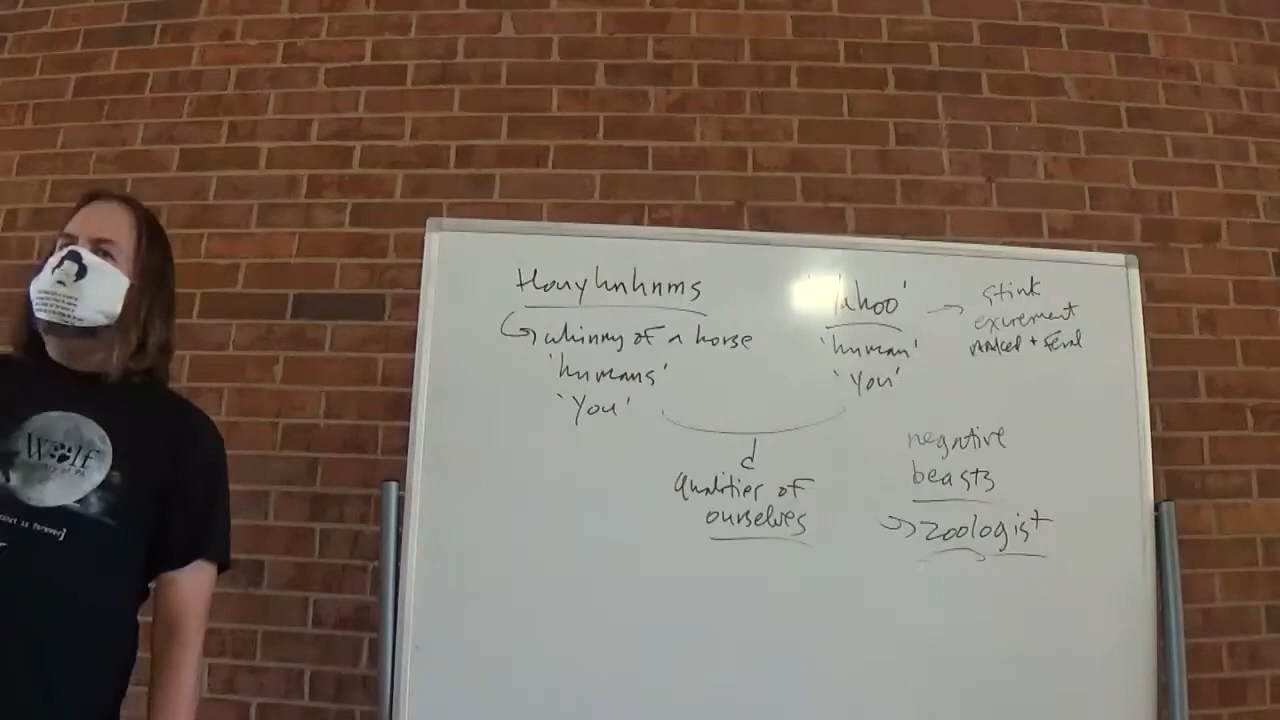 Houyhnhnms
whinny of a horse
'humans'
'You'
'Yahoo'
'human'
'You'
stink
excrement
naked + feral
qualities of
ourselves
negative
beasts
zoologist
WOLF